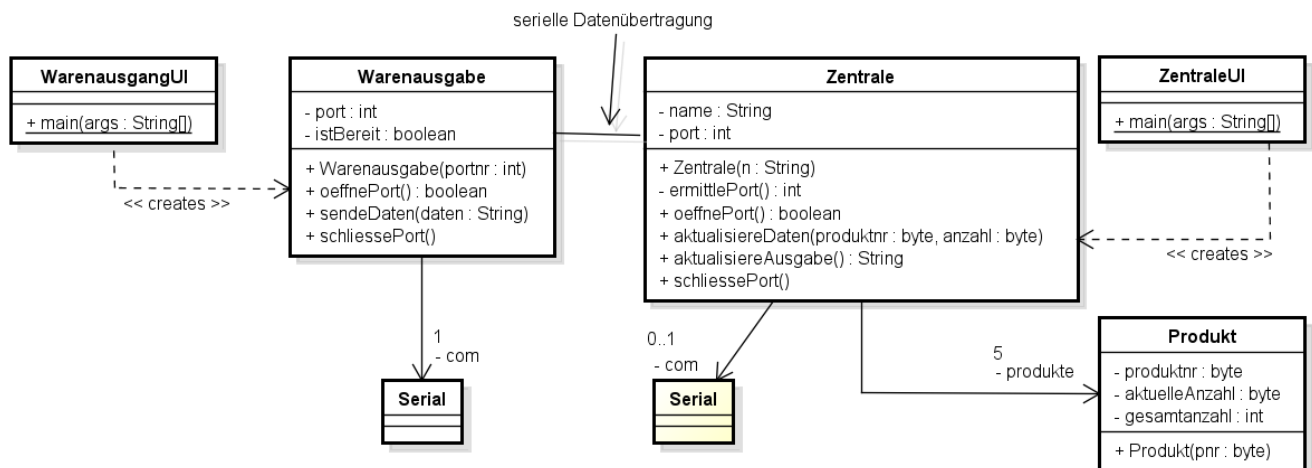 serielle Datenübertragung
WarenausgangUI
+ main(args : String[])
<< creates >>
Warenausgabe
- port : int
- istBereit : boolean
+ Warenausgabe(portnr : int)
+ oeffnePort() : boolean
+ sendeDaten(daten : String)
+ schliessePort()
Zentrale
- name : String
- port : int
+ Zentrale(n : String)
- ermittlePort() : int
+ oeffnePort() : boolean
+ aktualisiereDaten(produktnr : byte, anzahl : byte)
+ aktualisiereAusgabe() : String
+ schliessePort()
ZentraleUI
+ main(args : String[])
<< creates >>
1
- com
Serial
0..1
- com
Serial
5
- produkte
Produkt
- produktnr : byte
- aktuelleAnzahl : byte
- gesamtanzahl : int
+ Produkt(pnr : byte)